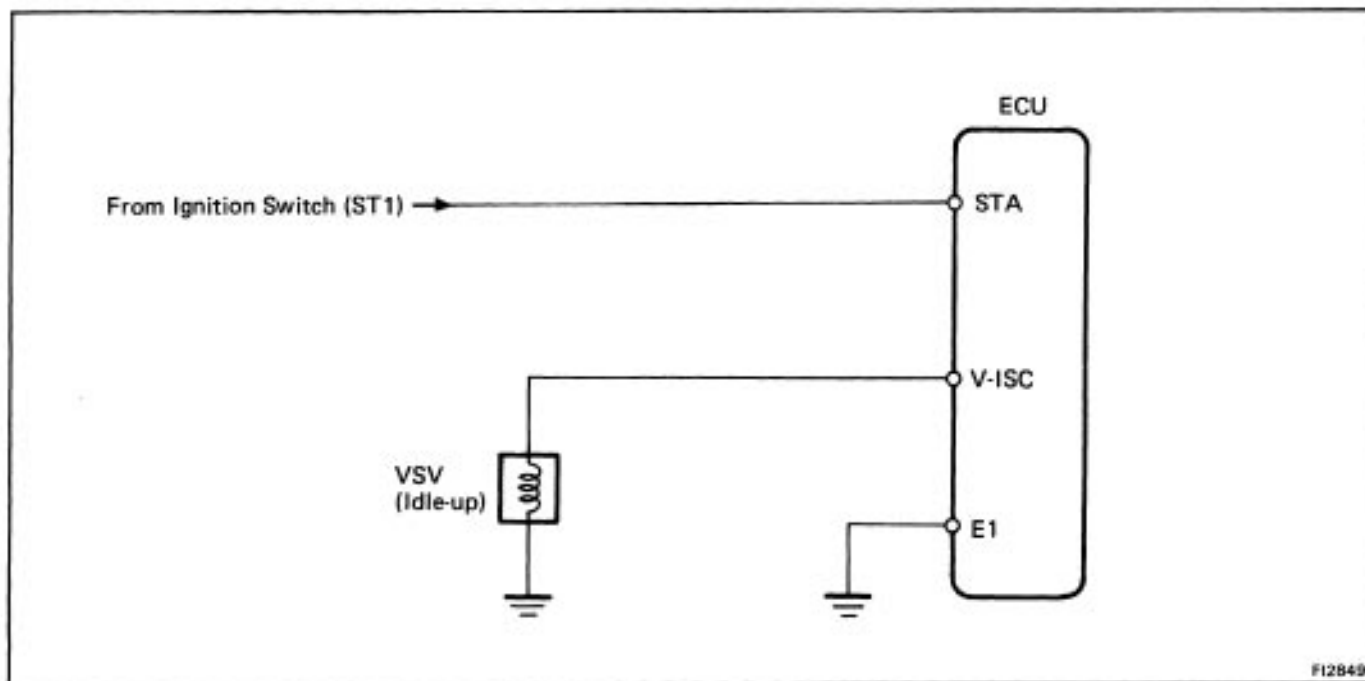 ECU
From Ignition Switch (ST1)
STA
V-ISC
VSV
(Idle-up)
E1
FI2849